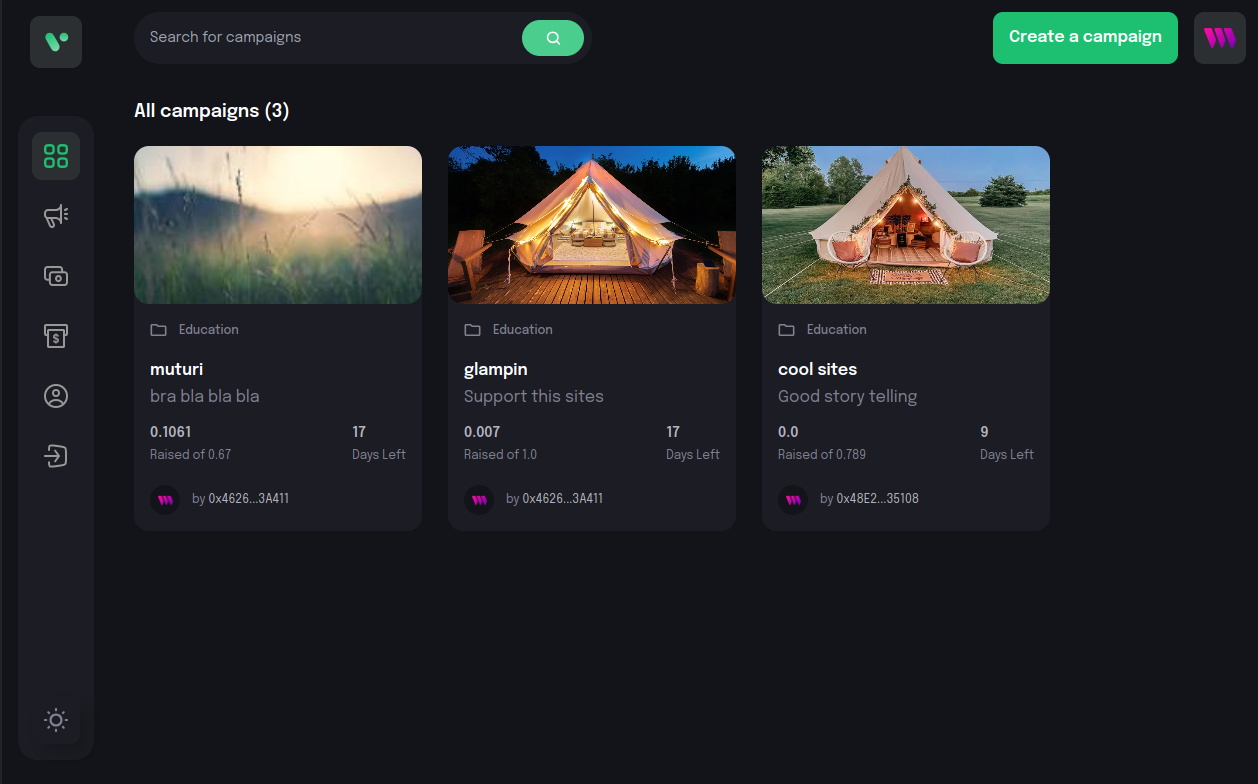 Search for campaigns
Create a campaign
All campaigns (3)
Education
muturi
bra bla bla bla
0.1061
17
Raised of 0.67
Days Left
by 0x4626...3A411
Education
glampin
Support this sites
0.007
17
Raised of 1.0
Days Left
by 0x4626...3A411
Education
cool sites
Good story telling
0.0
9
Raised of 0.789
Days Left
by 0x48E2...35108